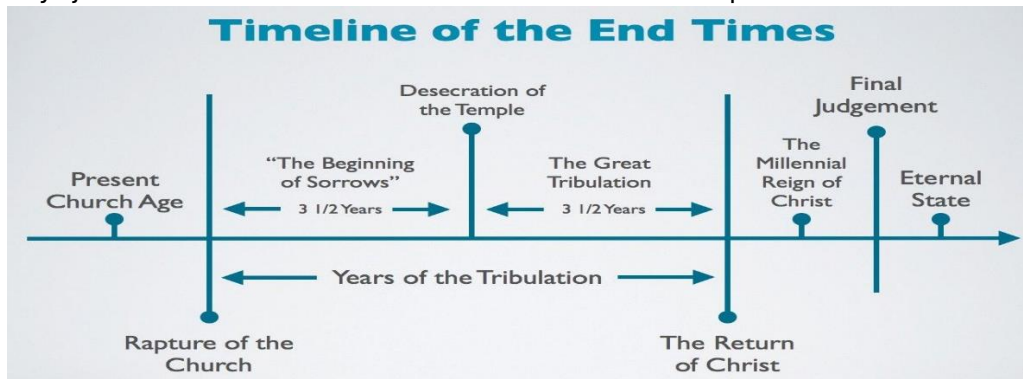 Timeline of the End Times
Desecration of
the Temple
Final
Judgement
"The Beginning
of Sorrows"
3 1/2 Years
The Great
Tribulation
3 1/2 Years
The
Millennial
Reign of
Christ
Present
Church Age
Eternal
State
Years of the Tribulation
Rapture of the
Church
The Return
of Christ